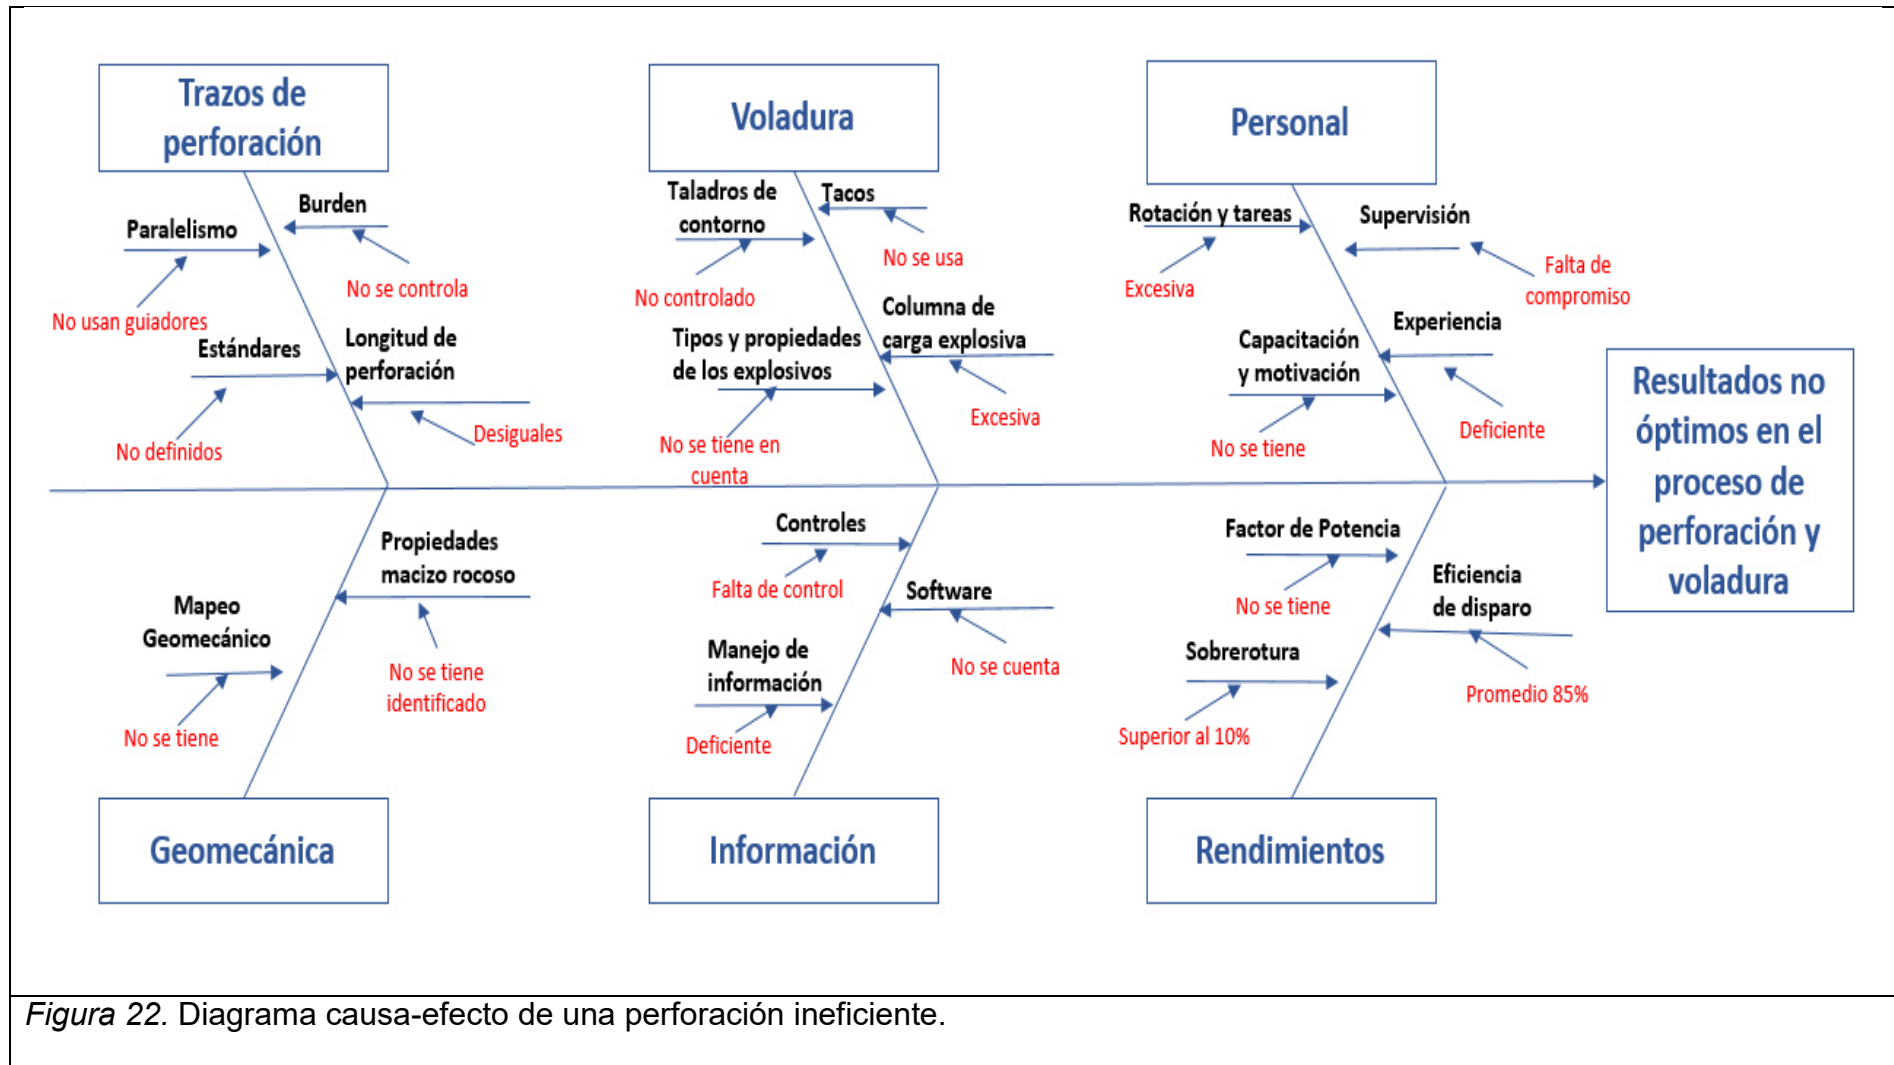 Trazos de
perforación
Burden
Paralelismo
No se controla
No usan guiadores
Estándares
Longitud de
perforación
No definidos
Desiguales
Voladura
Taladros de
contorno
Tacos
No se usa
No controlado
Columna de
carga explosiva
Tipos y propiedades
de los explosivos
Excesiva
No se tiene en
cuenta
Personal
Rotación y tareas
Supervisión
Excesiva
Falta de
compromiso
Experiencia
Capacitación
y motivación
Deficiente
No se tiene
Resultados no
óptimos en el
proceso de
perforación y
voladura
Propiedades
macizo rocoso
Mapeo
Geomecánico
No se tiene
identificado
No se tiene
Geomecánica
Controles
Falta de control
Software
Manejo de
información
No se cuenta
Deficiente
Información
Factor de Potencia
Eficiencia
de disparo
No se tiene
Sobrerotura
Promedio 85%
Superior al 10%
Rendimientos
Figura 22. Diagrama causa-efecto de una perforación ineficiente.